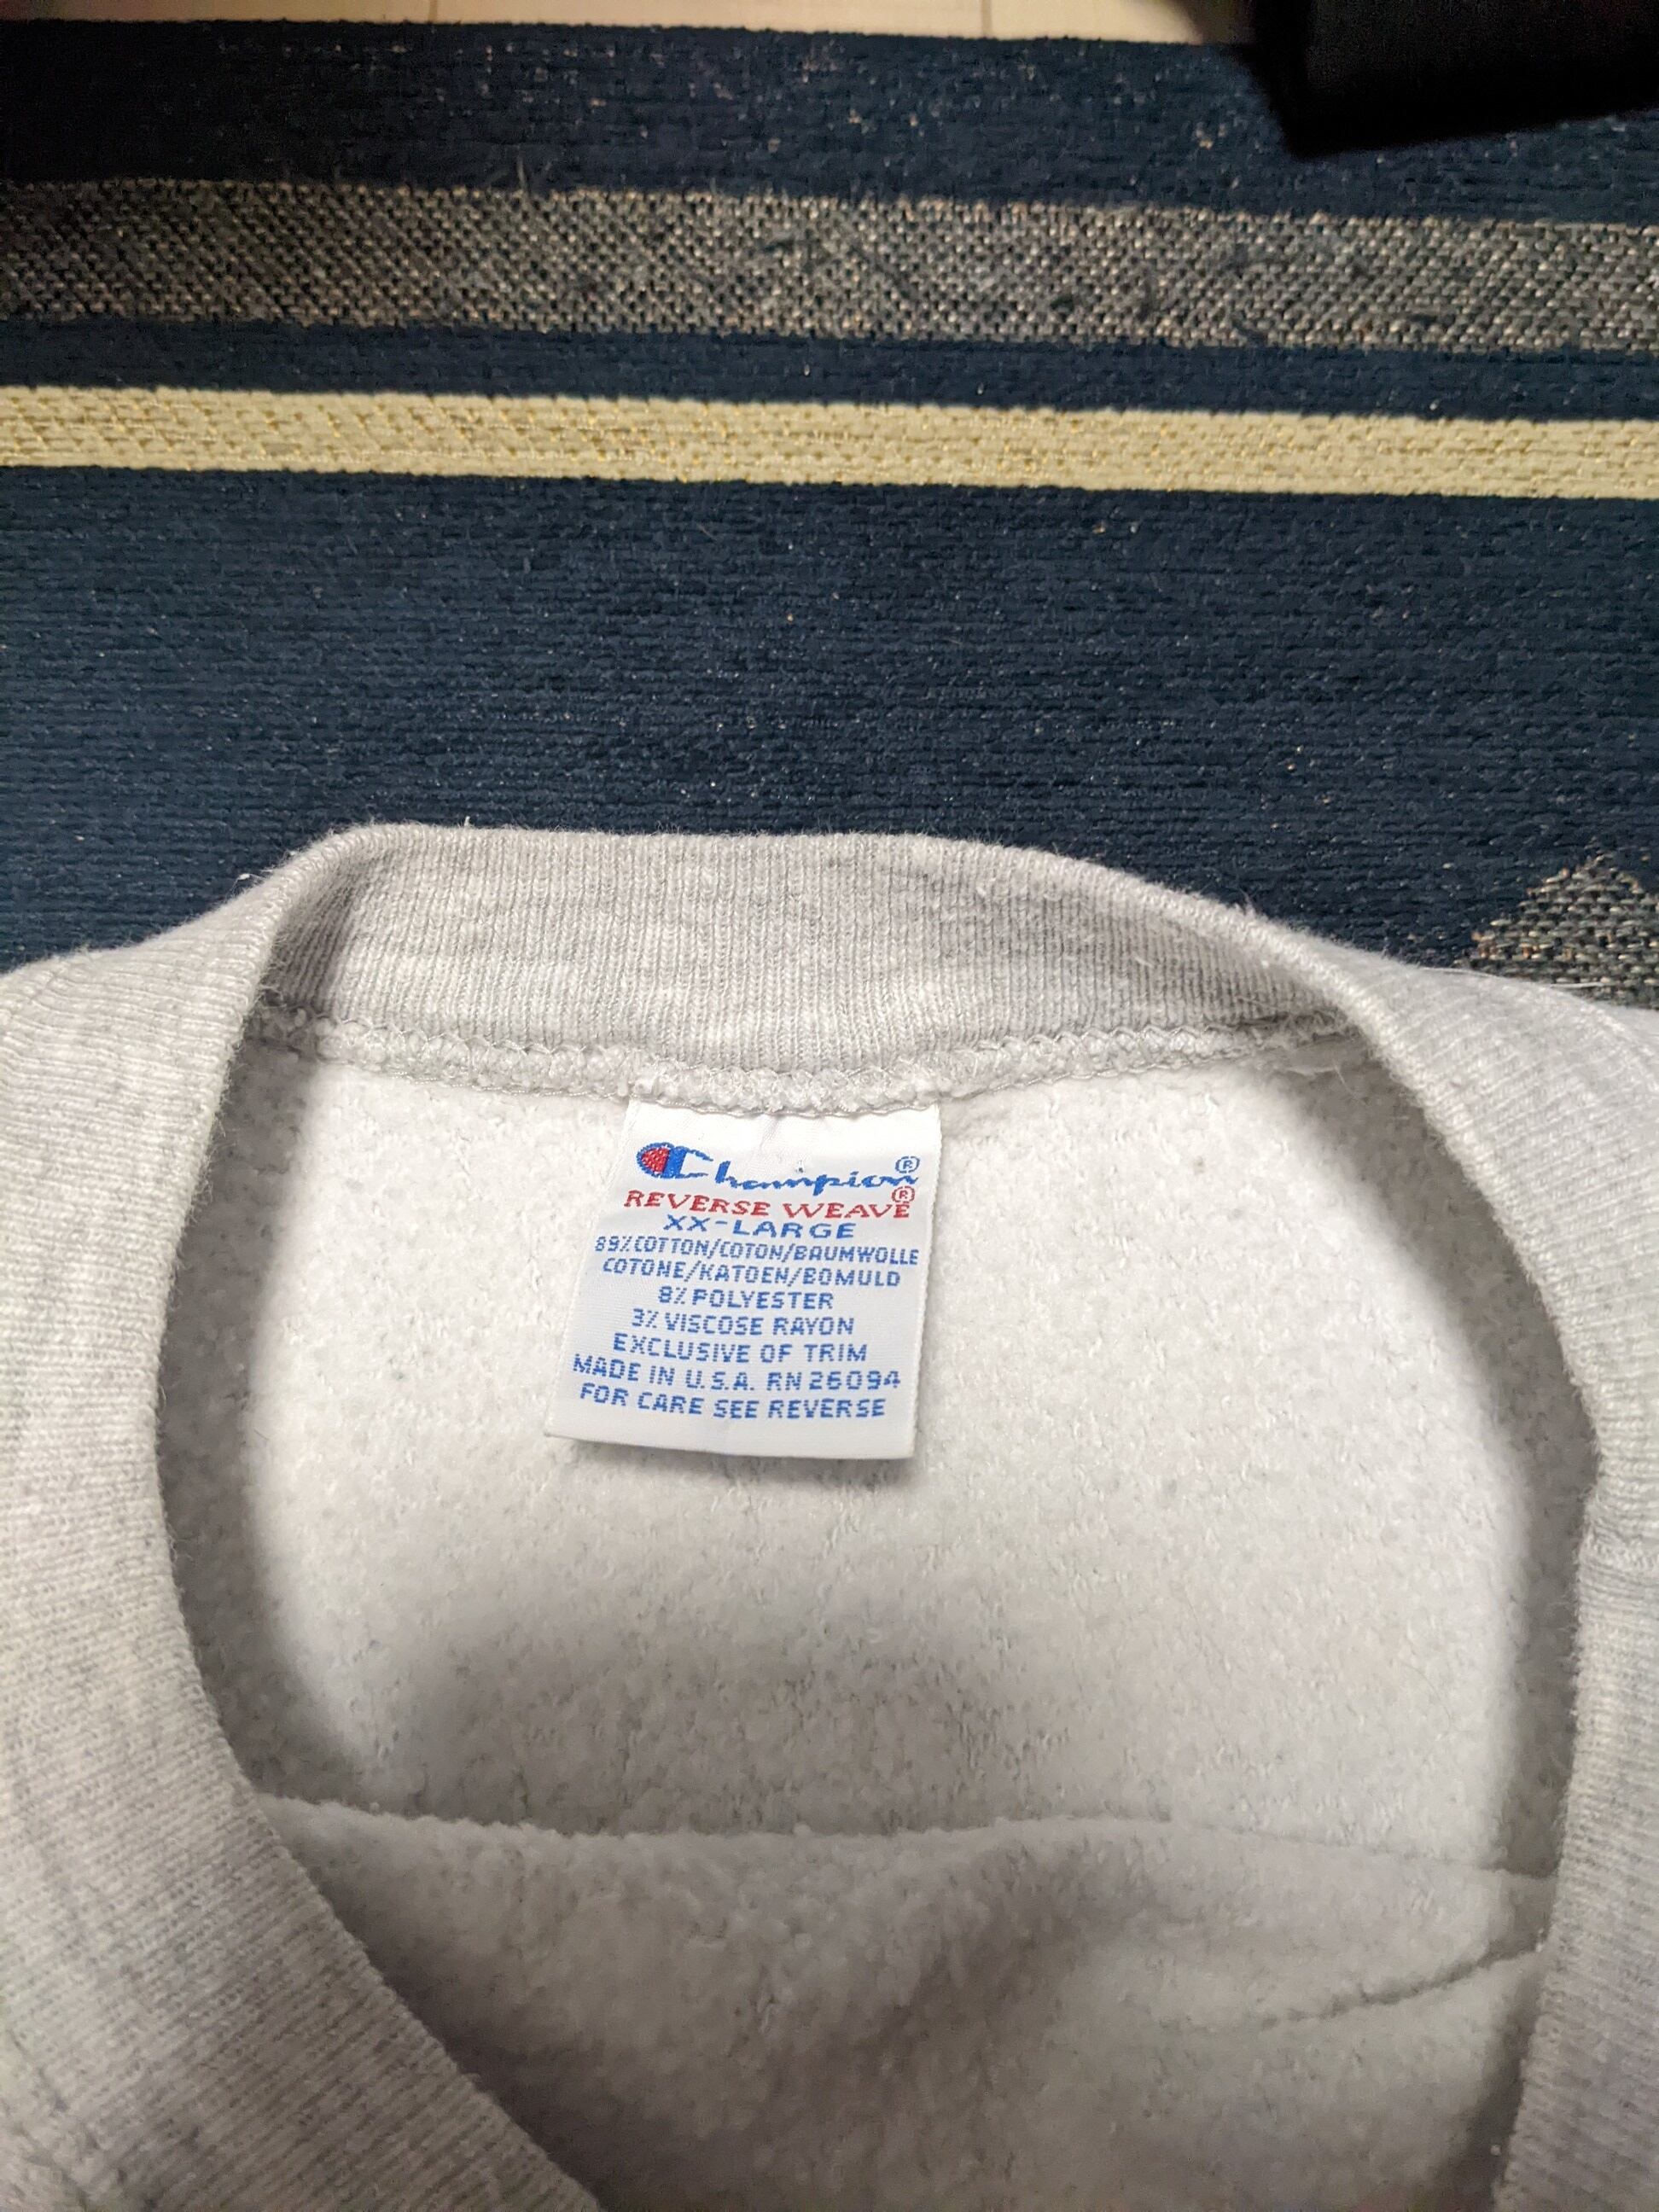 Champion®
REVERSE WEAVE®
XX-LARGE
89% COTTON/COTON/BAUMWOLLE
COTONE/KATOEN/BOMULD
8% POLYESTER
3% VISCOSE RAYON
EXCLUSIVE OF TRIM
MADE IN U.S.A. RN 26094
FOR CARE SEE REVERSE